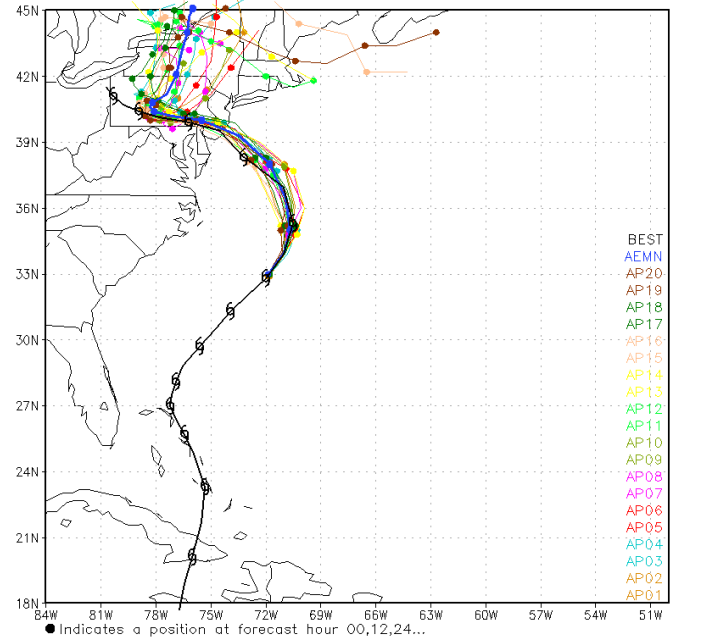 45N
42N
39N
36N
33N
30N
27N
24N
21N
18N
BEST
AEMN
AP20
AP19
AP18
AP17
AP16
AP15
AP14
AP13
AP12
AP11
AP10
AP09
AP08
AP07
AP06
AP05
AP04
AP03
AP02
AP01
84W 81W 78W 75W 72W 69W 66W 63W 60W 57W 54W 51W
Indicates a position at forecast hour 00,12,24...